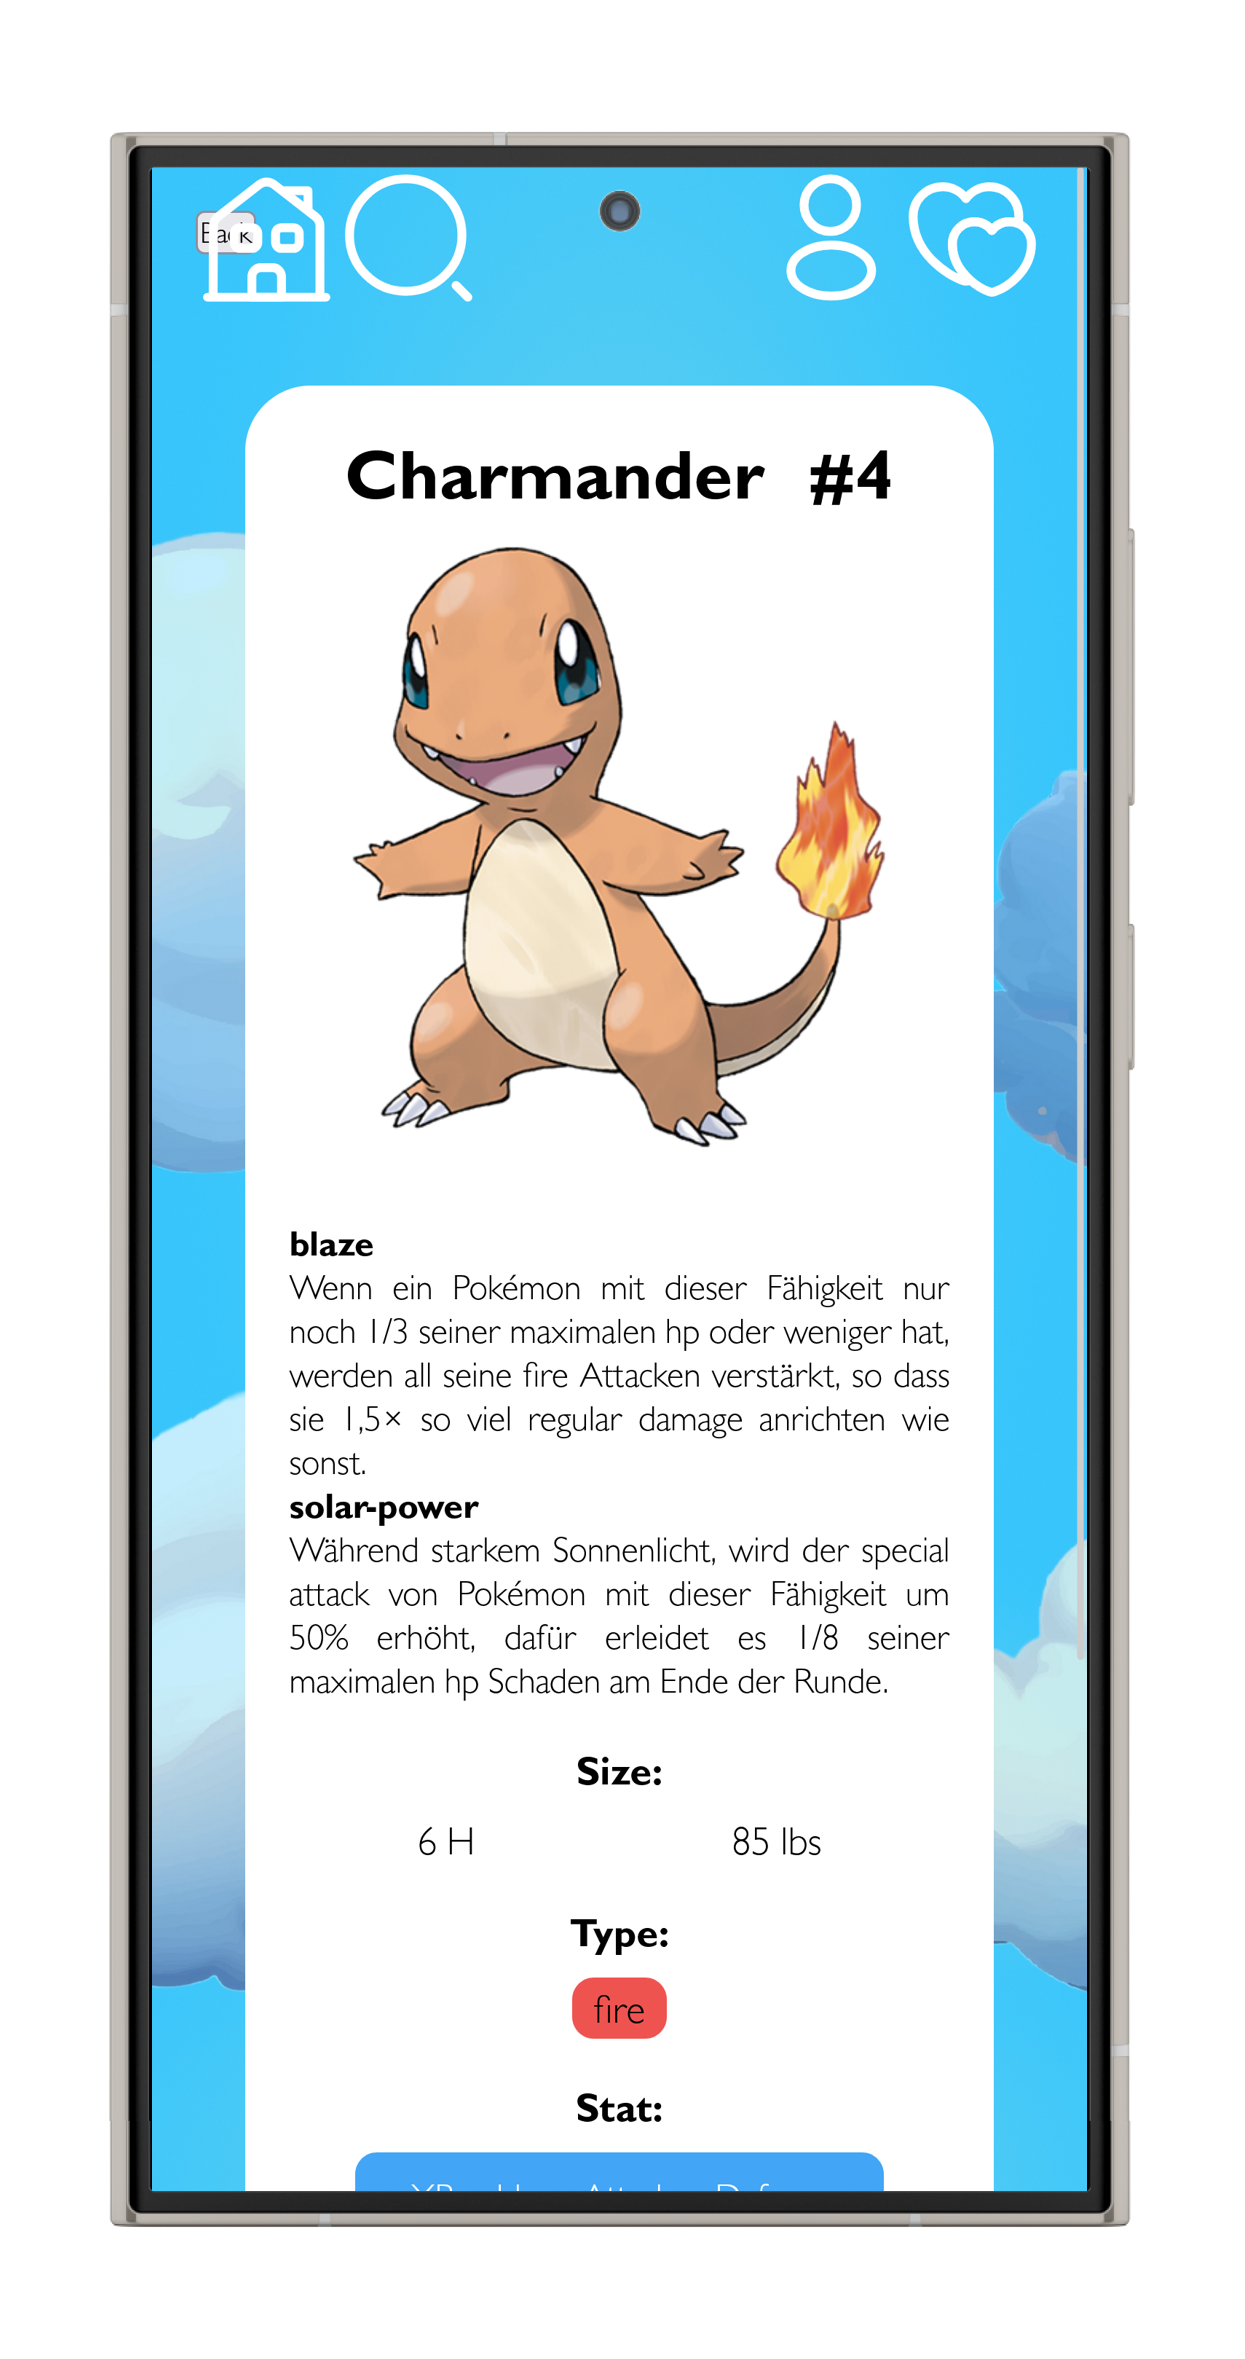 Back
Charmander #4
blaze
Wenn ein Pokémon mit dieser Fähigkeit nur
noch 1/3 seiner maximalen hp oder weniger hat,
werden all seine fire Attacken verstärkt, so dass
sie 1,5× so viel regular damage anrichten wie
sonst.
solar-power
Während starkem Sonnenlicht, wird der special
attack von Pokémon mit dieser Fähigkeit um
50% erhöht, dafür erleidet es 1/8 seiner
maximalen hp Schaden am Ende der Runde.
Size:
6 H 85 lbs
Type:
fire
Stat: